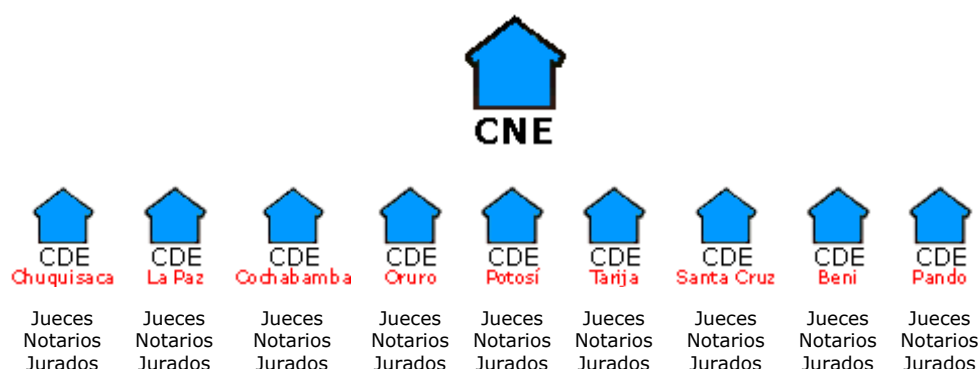 CNE
CDE CDE CDE CDE CDE CDE CDE CDE CDE
Chuquisaca La Paz Cochabamba Oruro Potosí Tarija Santa Cruz Beni Pando
Jueces Jueces Jueces Jueces Jueces Jueces Jueces Jueces Jueces
Notarios Notarios Notarios Notarios Notarios Notarios Notarios Notarios Notarios
Jurados Jurados Jurados Jurados Jurados Jurados Jurados Jurados Jurados